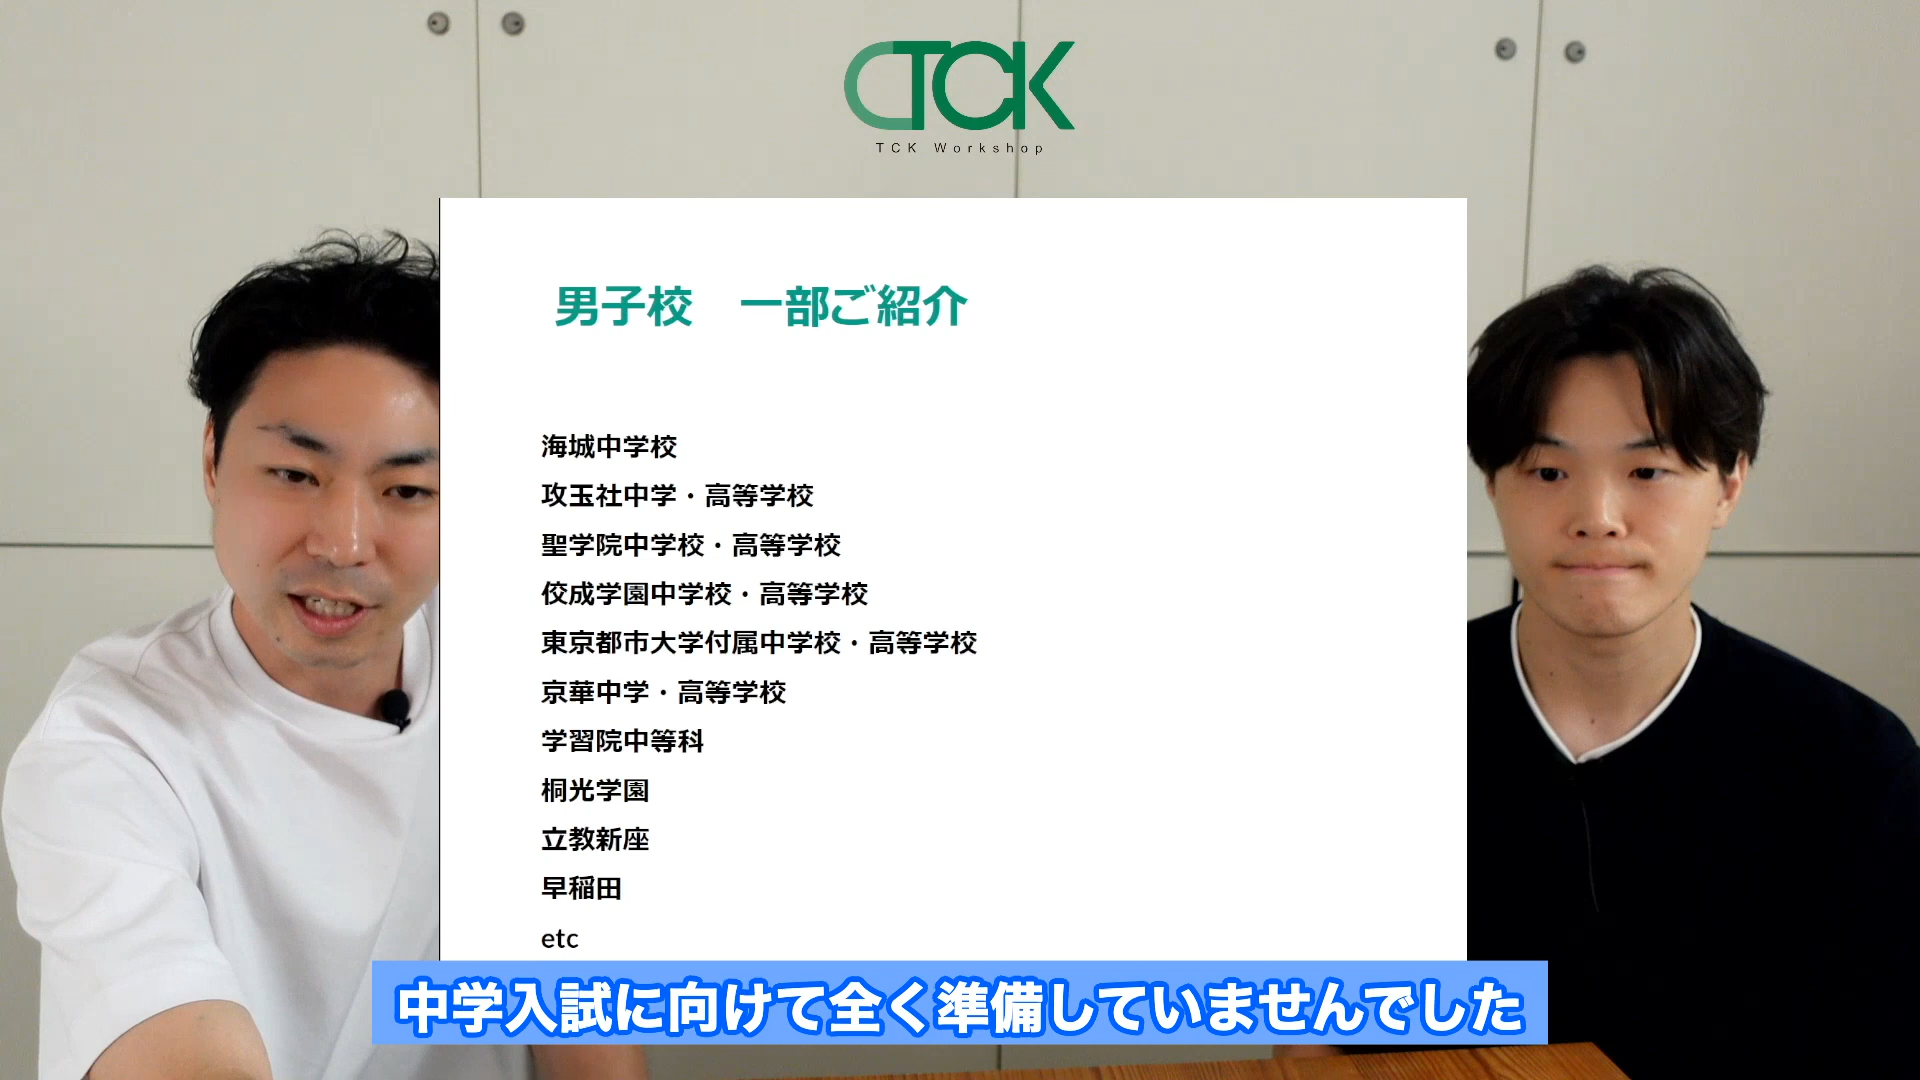 TCK
TCK Workshop
男子校 一部ご紹介
海城中学校
攻玉社中学・高等学校
聖学院中学校・高等学校
佼成学園中学校・高等学校
東京都市大学付属中学校・高等学校
京華中学・高等学校
学習院中等科
桐光学園
立教新座
早稲田
etc
中学入試に向けて全く準備していませんでした